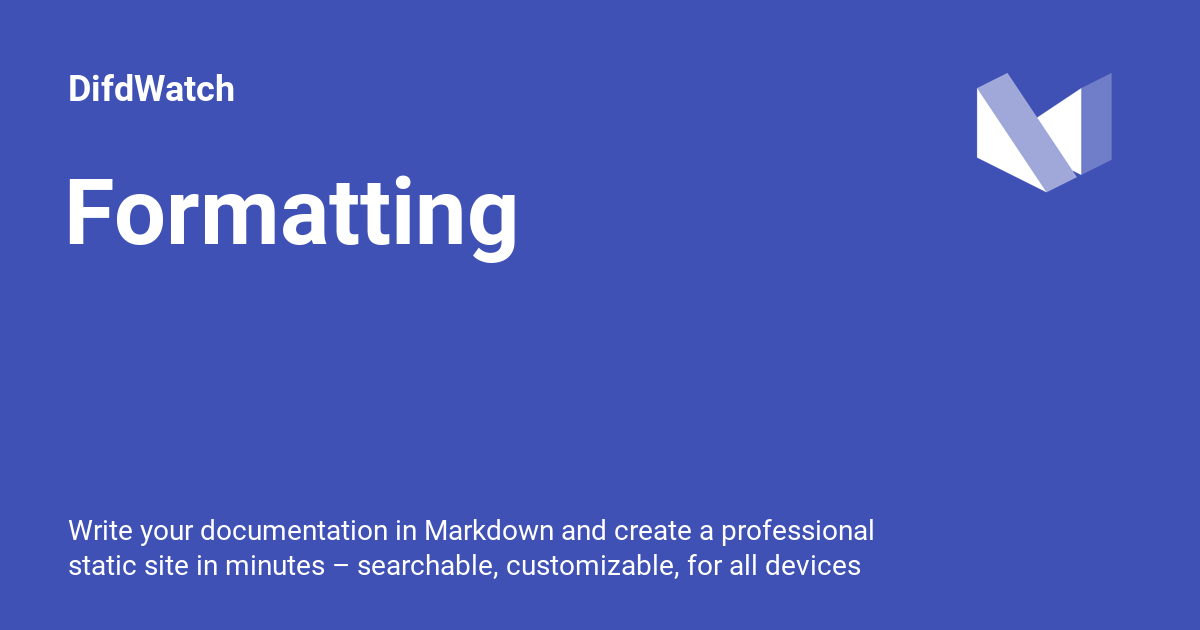 DifdWatch
Formatting
Write your documentation in Markdown and create a professional
static site in minutes – searchable, customizable, for all devices